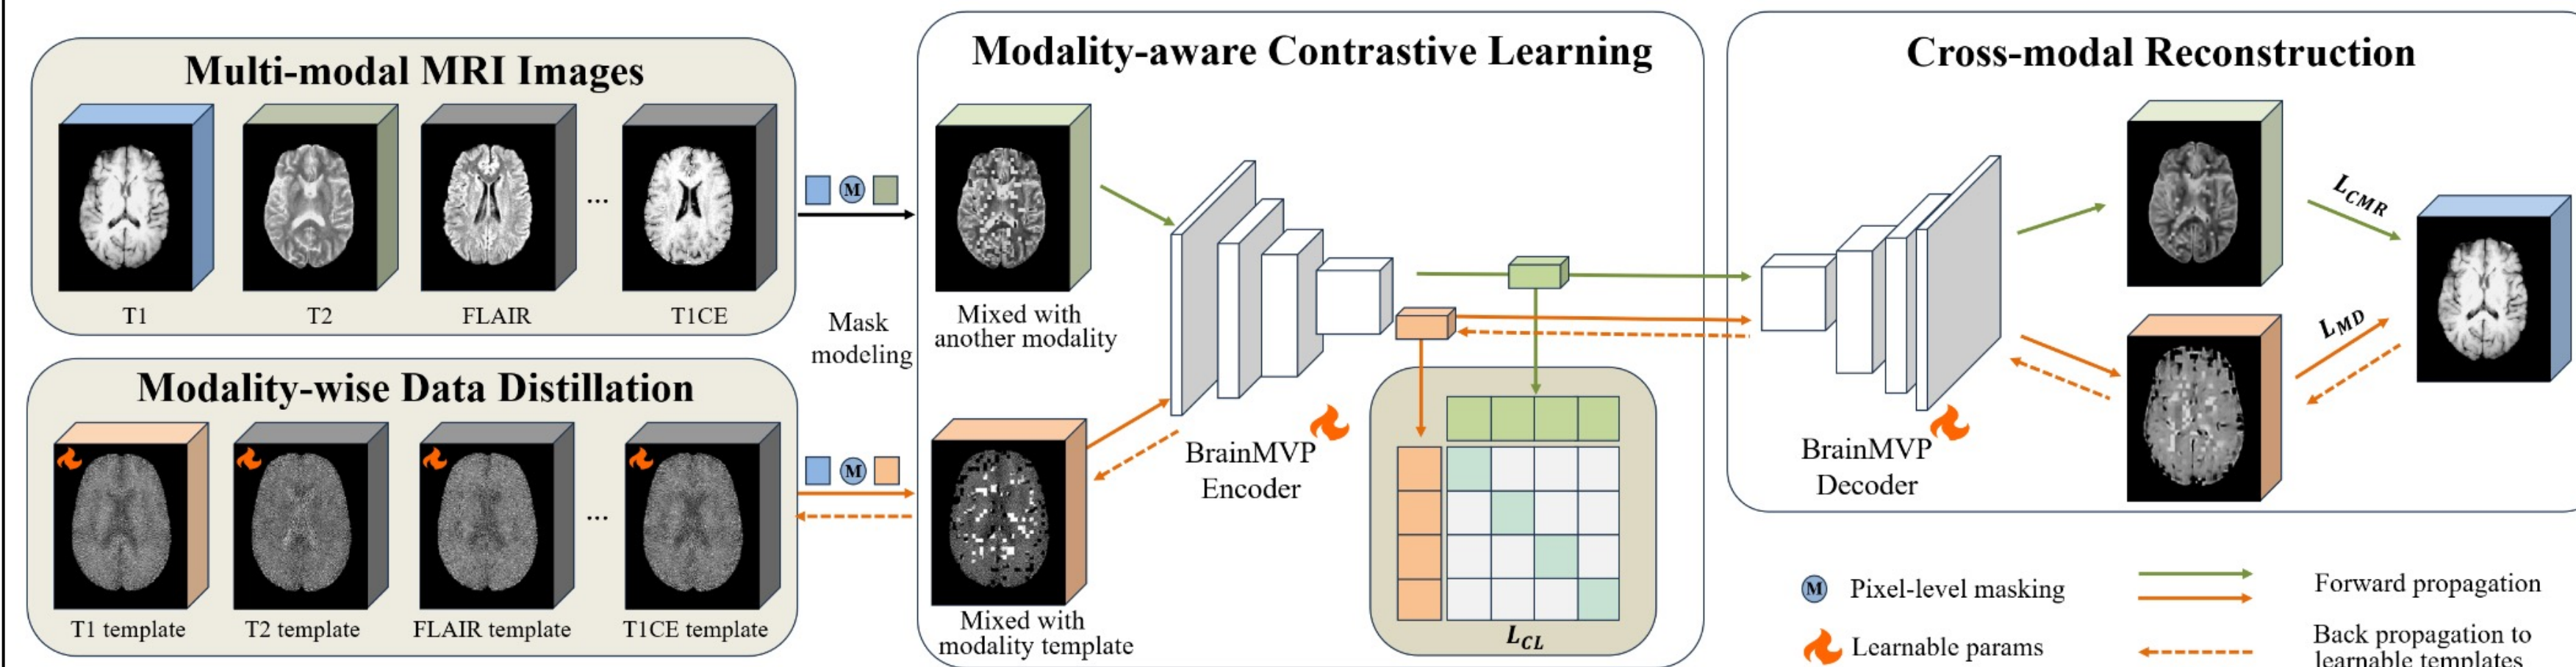 Multi-modal MRI Images
T1
T2
FLAIR
...
T1CE
Modality-wise Data Distillation
T1 template
T2 template
FLAIR template
...
T1CE template
M
Mask
modeling
M
Modality-aware Contrastive Learning
Mixed with
another modality
Mixed with
modality template
BrainMVP
Encoder
L_CL
Cross-modal Reconstruction
BrainMVP
Decoder
L_CMR
L_MD
M Pixel-level masking
Learnable params
Forward propagation
Back propagation to
learnable templates